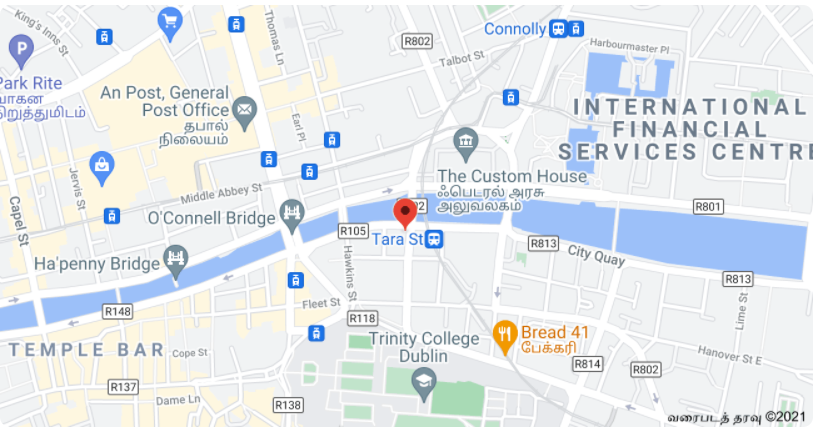 King's Inns St
Thomas Ln
Connolly
R802
Talbot St
Harbourmaster Pl
Park Rite
வாகன
நிறுத்துமிடம்
An Post, General
Post Office
தபால்
நிலையம்
Earl Pl
INTERNATIONAL
FINANCIAL
SERVICES CENTRE
Jervis St
Middle Abbey St
The Custom House
ஃபெடரல் அரசு
அலுவலகம்
Capel St
O'Connell Bridge
R801
R105
Tara St
R813
City Quay
Ha'penny Bridge
Hawkins St
R813
R148
Fleet St
R118
Lime St
Bread 41
பேக்கரி
Trinity College
Dublin
TEMPLE BAR
Cope St
Hanover St E
R814
R802
R137
Dame Ln
R138
வரைபடத் தரவு ©2021